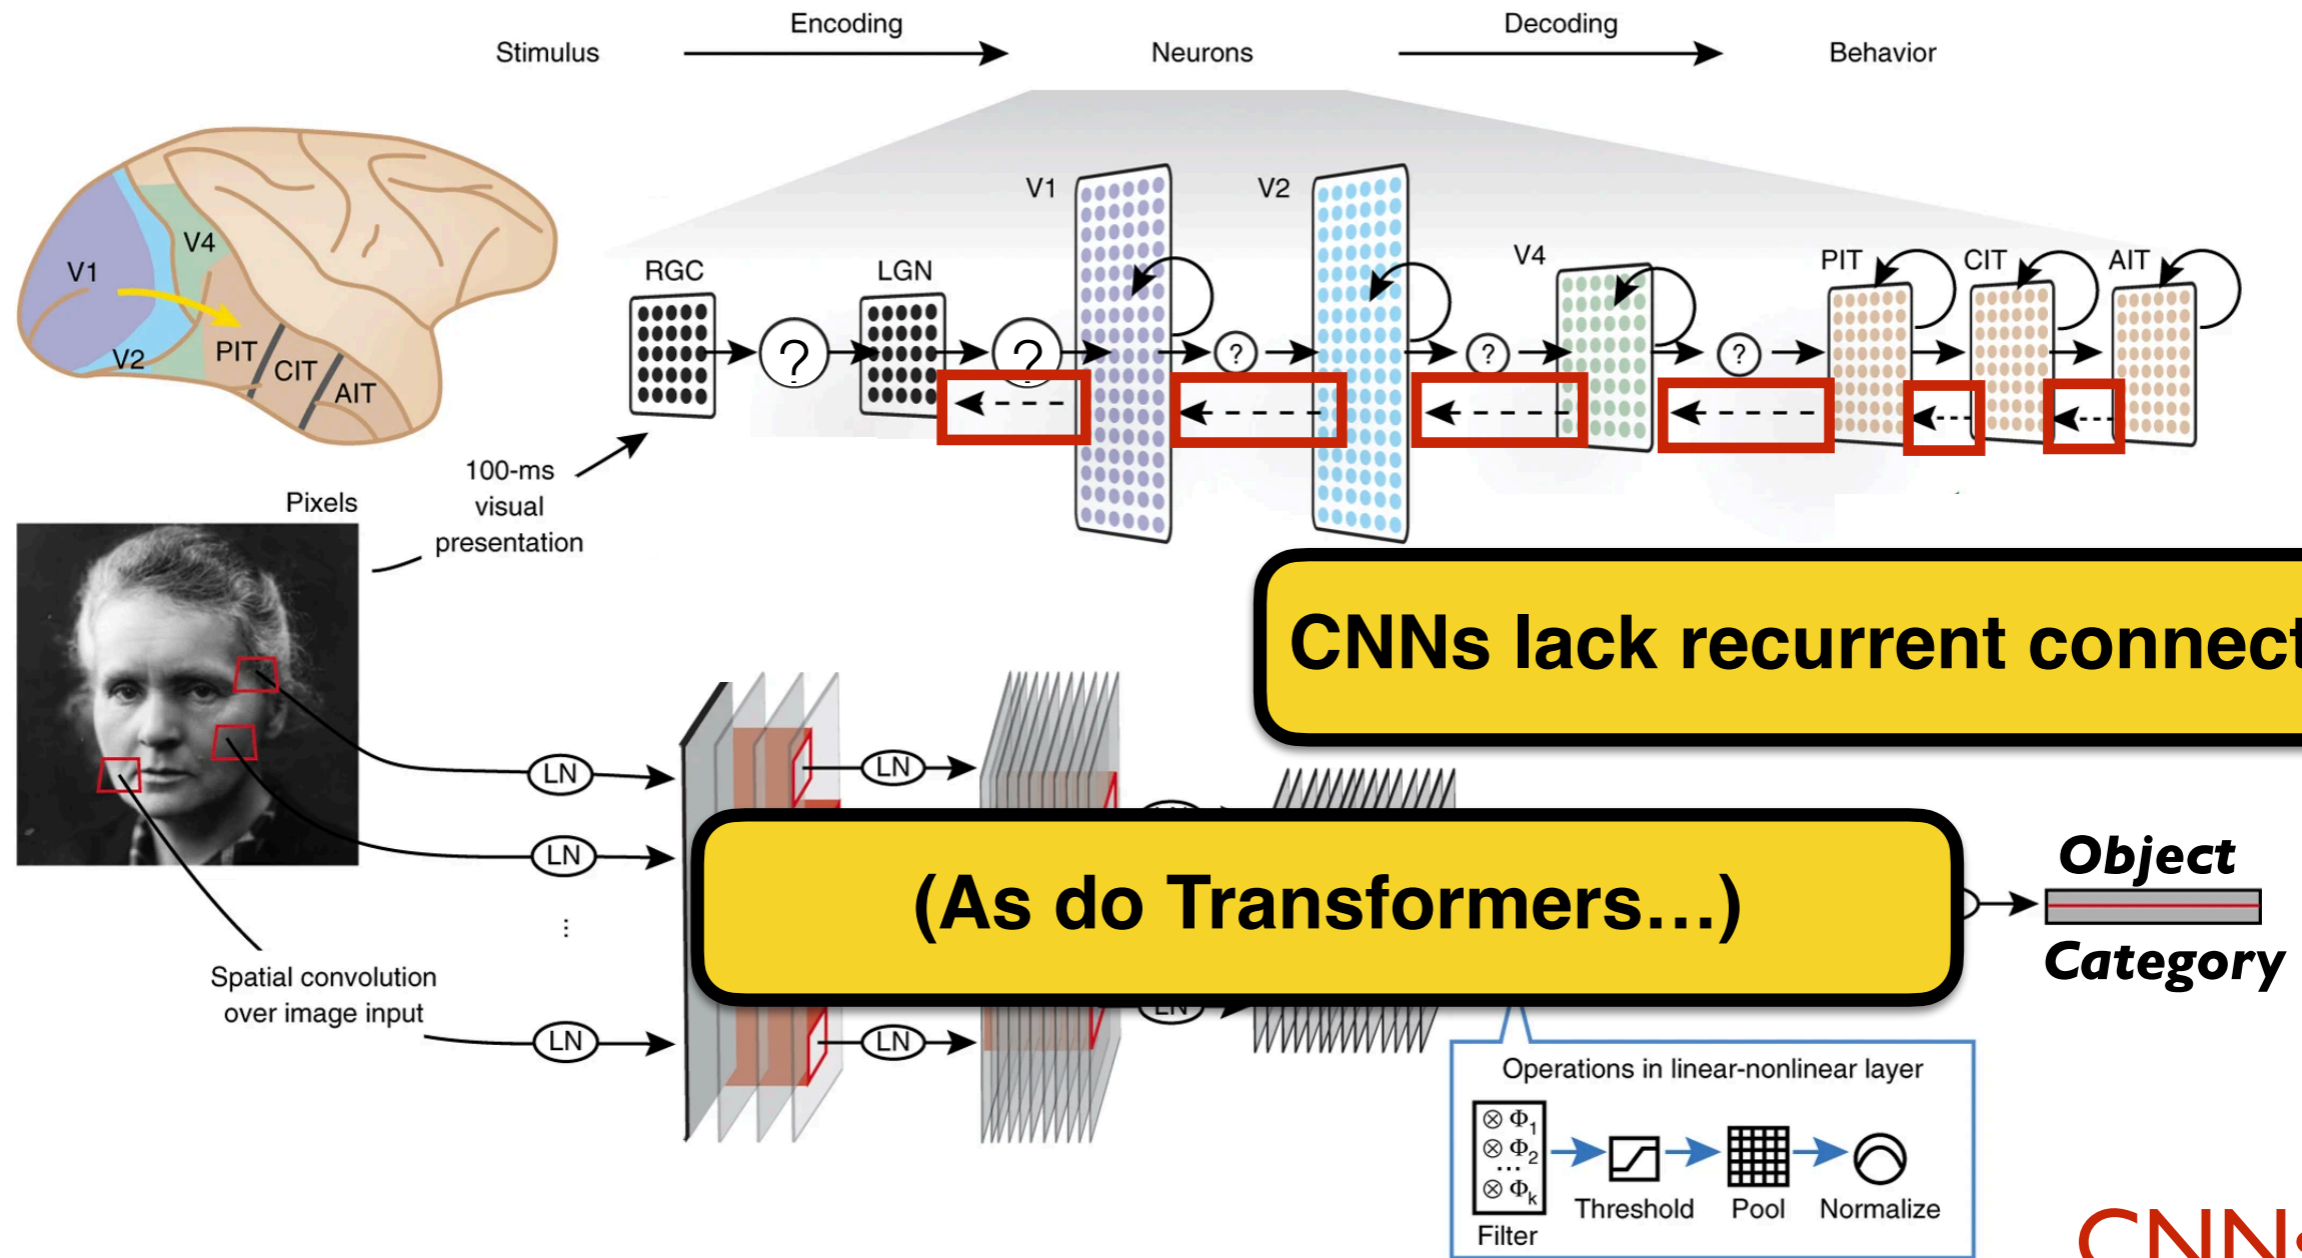 Stimulus
Encoding
Neurons
Decoding
Behavior
V1
V2
V4
PIT
CIT
AIT
RGC
LGN
V1
V2
V4
PIT
CIT
AIT
?
?
?
?
?
100-ms
visual
presentation
Pixels
CNNs lack recurrent
LN
LN
LN
LN
LN
(As do Transformers...)
⋮
Spatial convolution
over image input
LN
Object
Category
Operations in linear-nonlinear layer
⊗ Φ1
⊗ Φ2
...
⊗ Φk
Filter
Threshold
Pool
Normalize